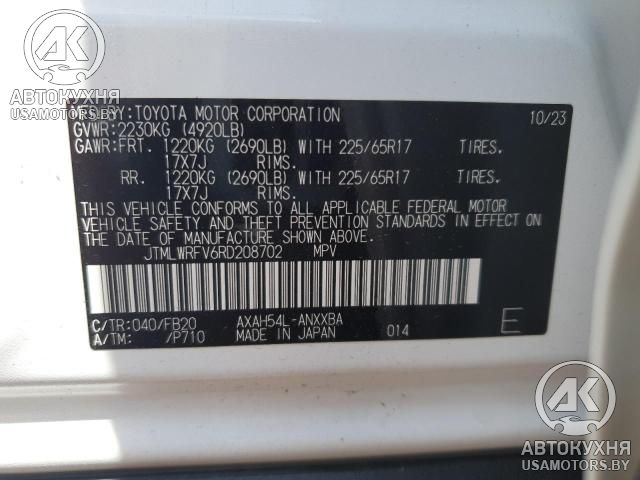 АК
АВТОКУХНЯ
USAMOTORS.BY
BY: TOYOTA MOTOR CORPORATION 10/23
GVWR: 2230KG (4920LB)
GAWR: FRT. 1220KG (2690LB) WITH 225/65R17 TIRES.
17X7J RIMS.
RR. 1220KG (2690LB) WITH 225/65R17 TIRES.
17X7J RIMS.
THIS VEHICLE CONFORMS TO ALL APPLICABLE FEDERAL MOTOR
VEHICLE SAFETY AND THEFT PREVENTION STANDARDS IN EFFECT ON
THE DATE OF MANUFACTURE SHOWN ABOVE.
JTMLWRFV6RD208702 MPV
C/TR: 040/FB20 AXAH54L-ANXXBA
A/TM: /P710 MADE IN JAPAN 014 E
АК
АВТОКУХНЯ
USAMOTORS.BY